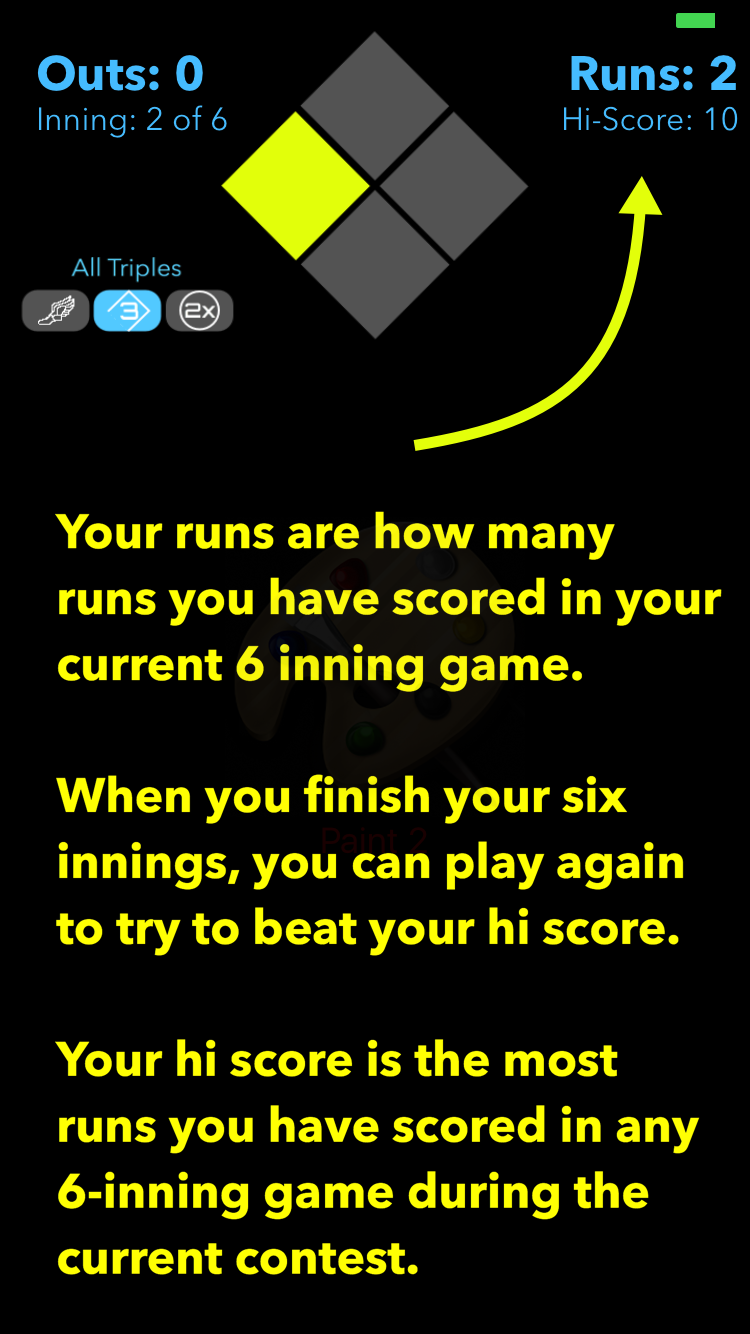 Outs: 0
Runs: 2
Inning: 2 of 6
Hi-Score: 10
All Triples
3
2x
Your runs are how many
runs you have scored in your
current 6 inning game.
Paint 2
When you finish your six
innings, you can play again
to try to beat your hi score.
Your hi score is the most
runs you have scored in any
6-inning game during the
current contest.